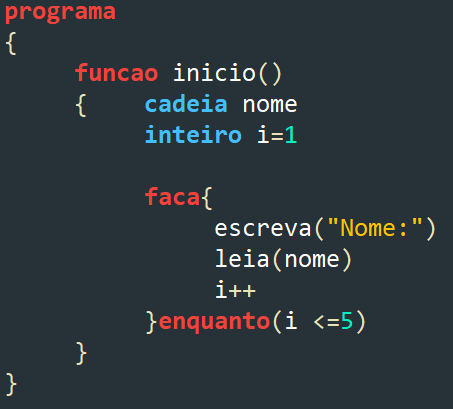 programa
{
funcao inicio()
{ cadeia nome
inteiro i=1
faca{
escreva("Nome:")
leia(nome)
i++
}enquanto(i <=5)
}
}